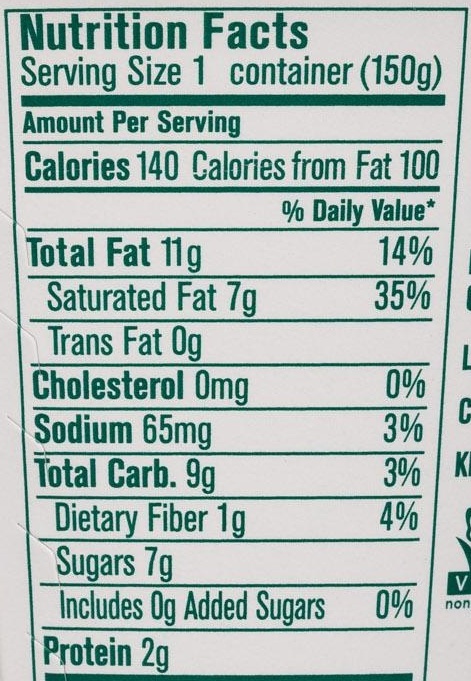 Nutrition Facts
Serving Size 1 container (150g)
Amount Per Serving
Calories 140 Calories from Fat 100
% Daily Value*
Total Fat 11g 14%
Saturated Fat 7g 35%
Trans Fat 0g
Cholesterol 0mg 0%
Sodium 65mg 3%
Total Carb. 9g 3%
Dietary Fiber 1g 4%
Sugars 7g
Includes 0g Added Sugars 0%
Protein 2g